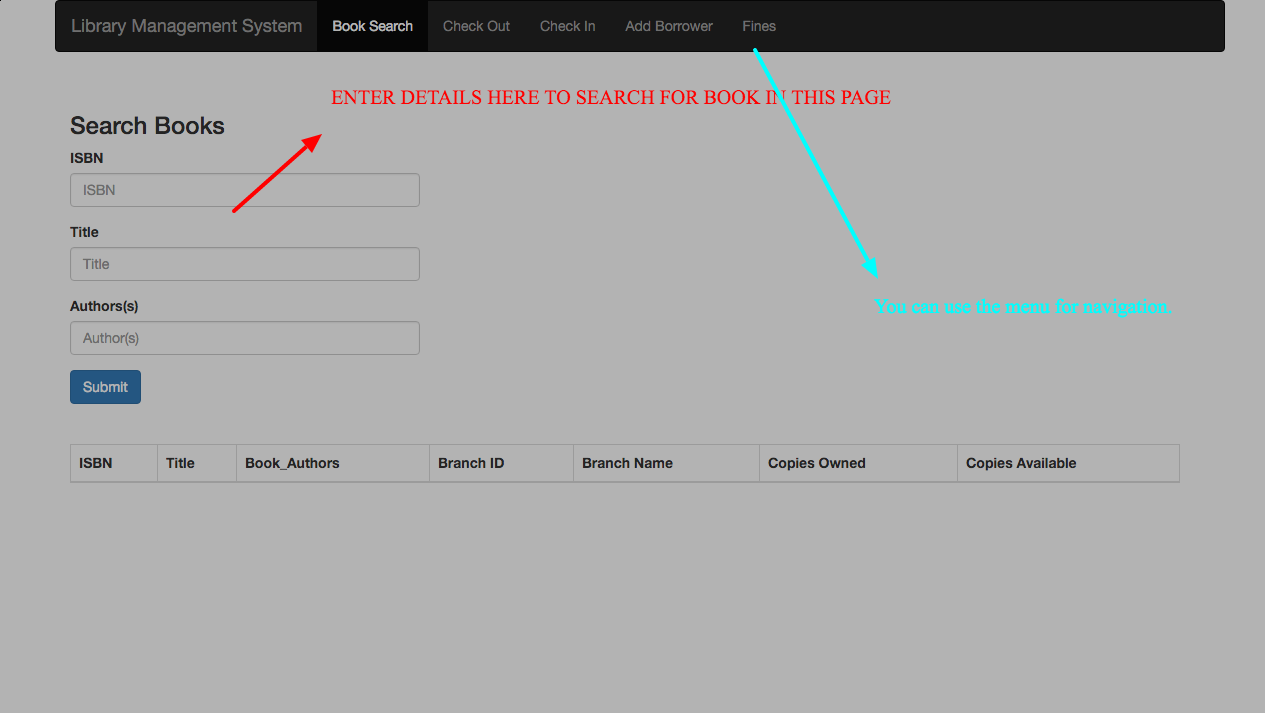 Library Management System Book Search Check Out Check In Add Borrower Fines
ENTER DETAILS HERE TO SEARCH FOR BOOK IN THIS PAGE
Search Books
ISBN
ISBN
Title
Title
You can use the menu for navigation.
Authors(s)
Author(s)
Submit
ISBN Title Book_Authors Branch ID Branch Name Copies Owned Copies Available